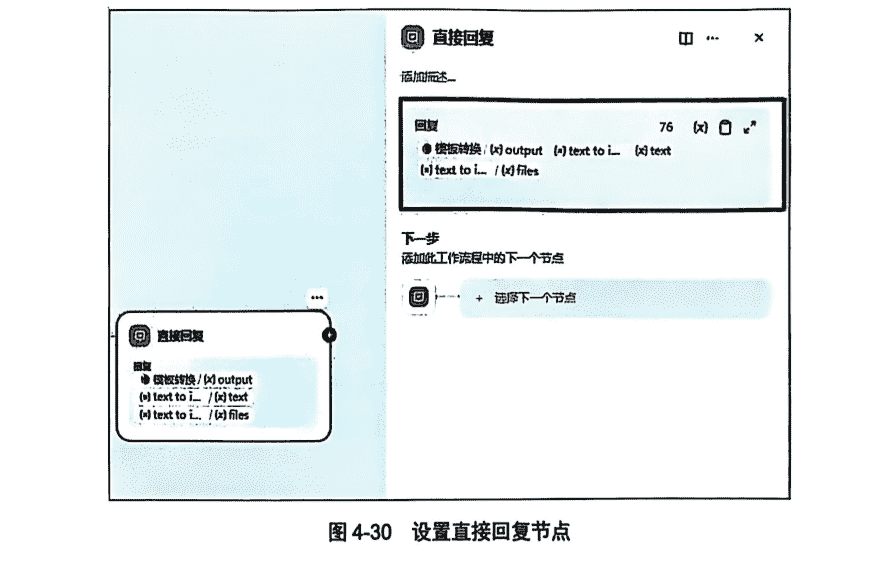 直接回复
添加描述...
回复 76 {x}
模板转换 / {x} output text to i... {x} text
text to i... / {x} files
下一步
添加此工作流程中的下一个节点
+ 选择下一个节点
直接回复
回复
模板转换 / {x} output
text to i... / {x} text
text to i... / {x} files
图 4-30 设置直接回复节点